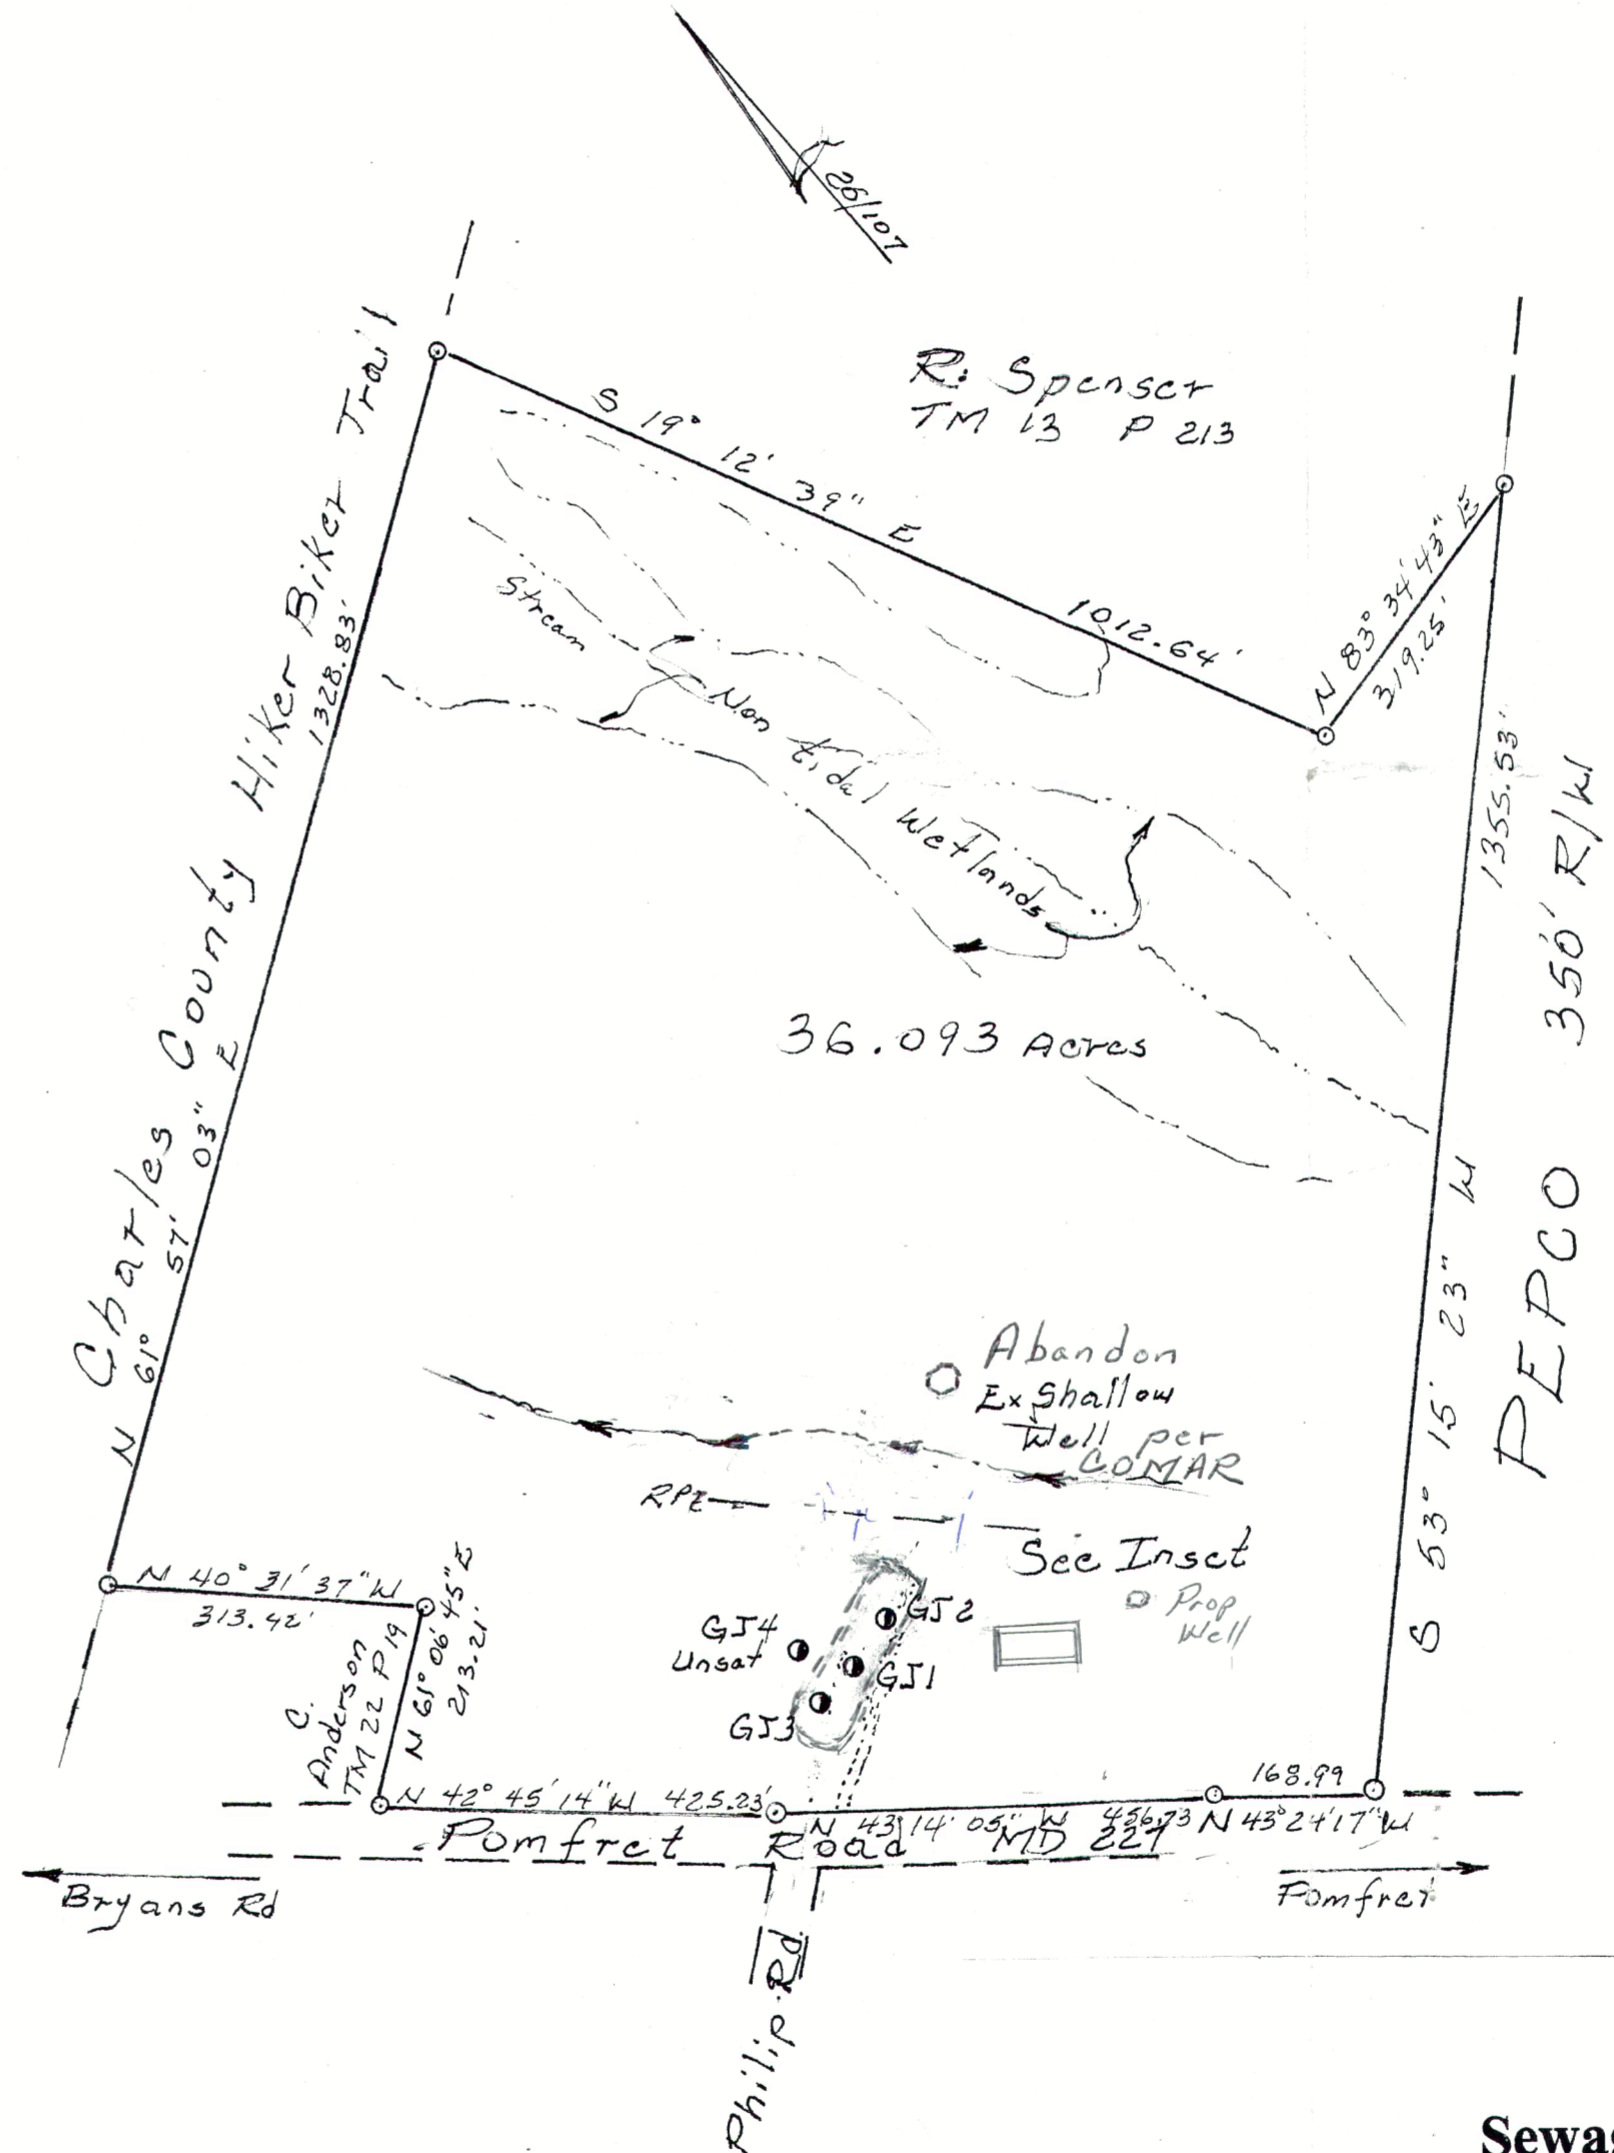 26/107
R. Spenser
TM 13 P 213
S 19° 12' 39" E
1012.64'
N 83° 34' 43" E
319.25'
Charles County Hiker Biker Trail
1328.83'
N 61° 57' 03" E
Stream
Non tidal Wetlands
1355.53'
S 53° 15' 23" W
PEPCO 350' R/W
36.093 Acres
Abandon
Ex Shallow
Well per
COMAR
RPE
See Inset
Prop
Well
GJ2
GJ4
Unsat
GJ1
GJ3
N 40° 31' 37" W
313.42'
N 61° 06' 45" E
213.21'
C.
Anderson
TM 22 P 19
N 42° 45' 14" W 425.23'
N 43° 14' 05" W 456.73
168.99
N 43° 24' 17" W
Pomfret Road MD 227
Bryans Rd
Pomfret
Philip Rd.
Sewa